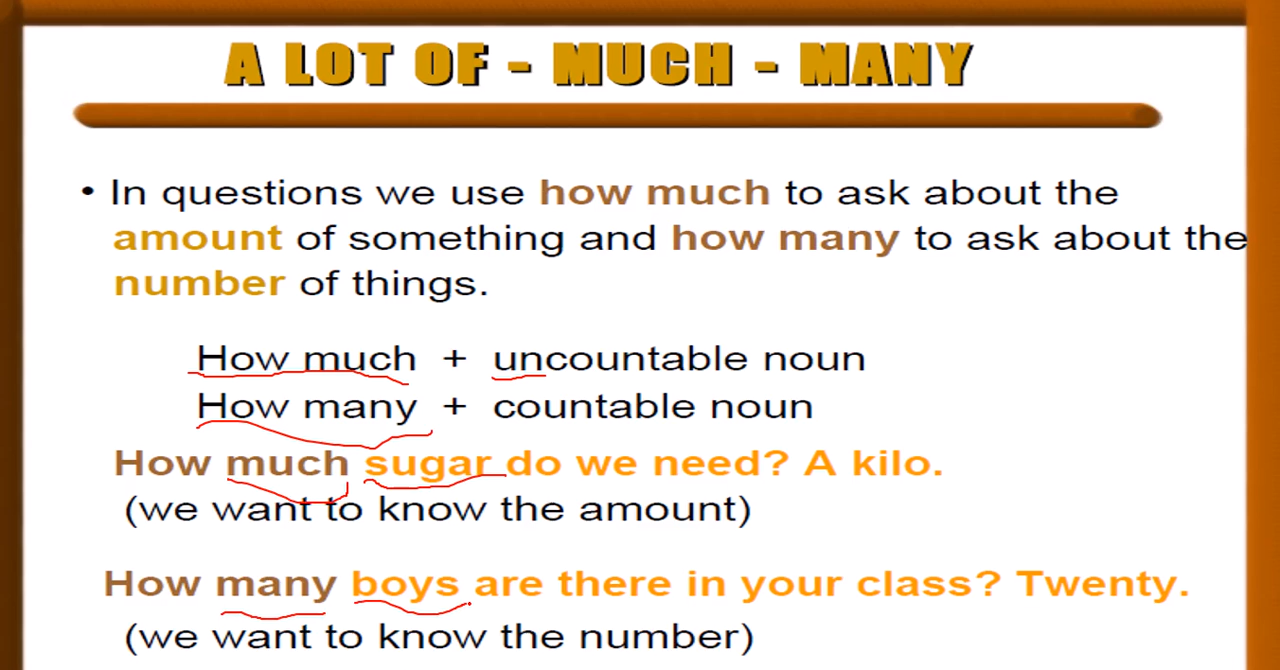 A LOT OF - MUCH - MANY
• In questions we use how much to ask about the
amount of something and how many to ask about the
number of things.
How much + uncountable noun
How many + countable noun
How much sugar do we need? A kilo.
(we want to know the amount)
How many boys are there in your class? Twenty.
(we want to know the number)